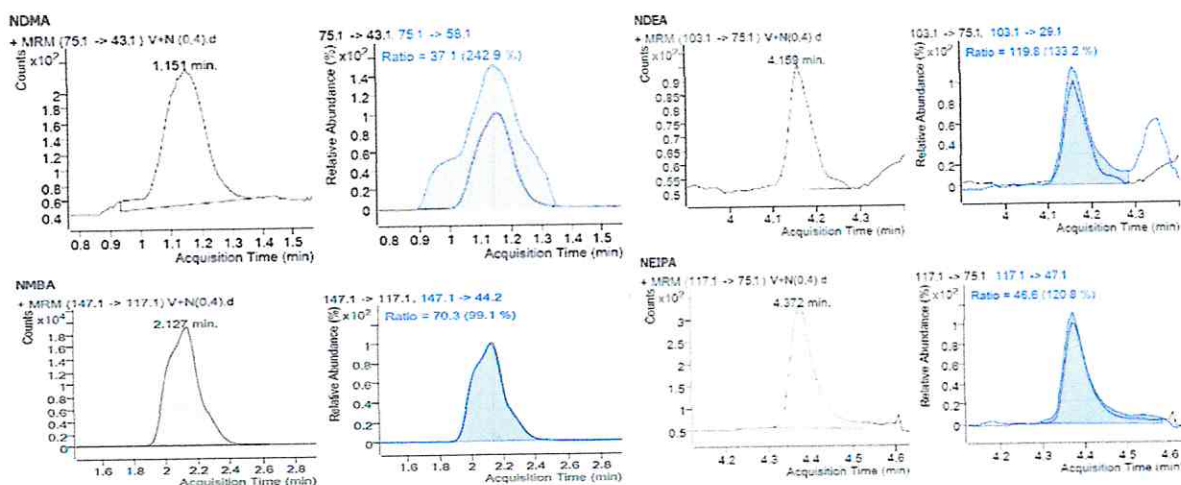 NDMA
+ MRM (75.1 -> 43.1) V+N (0,4).d
Counts
x10²
1.151 min.
2
1.8
1.6
1.4
1.2
1
0.8
0.6
0.4
0.8 0.9 1 1.1 1.2 1.3 1.4 1.5
Acquisition Time (min)
75.1 -> 43.1, 75.1 -> 58.1
Relative Abundance (%)
x10²
Ratio = 37.1 (242.9 %)
1.4
1.2
1
0.8
0.6
0.4
0.2
0
0.8 0.9 1 1.1 1.2 1.3 1.4 1.5
Acquisition Time (min)
NDEA
+ MRM (103.1 -> 75.1) V+N(0,4).d
Counts
x10²
4.159 min.
0.95
0.9
0.85
0.8
0.75
0.7
0.65
0.6
0.55
0.5
4 4.1 4.2 4.3
Acquisition Time (min)
103.1 -> 75.1, 103.1 -> 29.1
Relative Abundance (%)
x10²
Ratio = 119.8 (133.2 %)
1
0.8
0.6
0.4
0.2
0
4 4.1 4.2 4.3
Acquisition Time (min)
NMBA
+ MRM (147.1 -> 117.1) V+N(0,4).d
Counts
x10⁴
2.127 min.
1.8
1.6
1.4
1.2
1
0.8
0.6
0.4
0.2
0
1.6 1.8 2 2.2 2.4 2.6 2.8
Acquisition Time (min)
147.1 -> 117.1, 147.1 -> 44.2
Relative Abundance (%)
x10²
Ratio = 70.3 (99.1 %)
1
0.8
0.6
0.4
0.2
0
1.6 1.8 2 2.2 2.4 2.6 2.8
Acquisition Time (min)
NEIPA
+ MRM (117.1 -> 75.1) V+N(0,4).d
Counts
4.372 min.
3
2.5
2
1.5
1
0.5
4.2 4.3 4.4 4.5 4.6
Acquisition Time (min)
117.1 -> 75.1, 117.1 -> 47.1
Relative Abundance (%)
x10²
Ratio = 46.6 (120.8 %)
1
0.8
0.6
0.4
0.2
0
4.2 4.3 4.4 4.5 4.6
Acquisition Time (min)